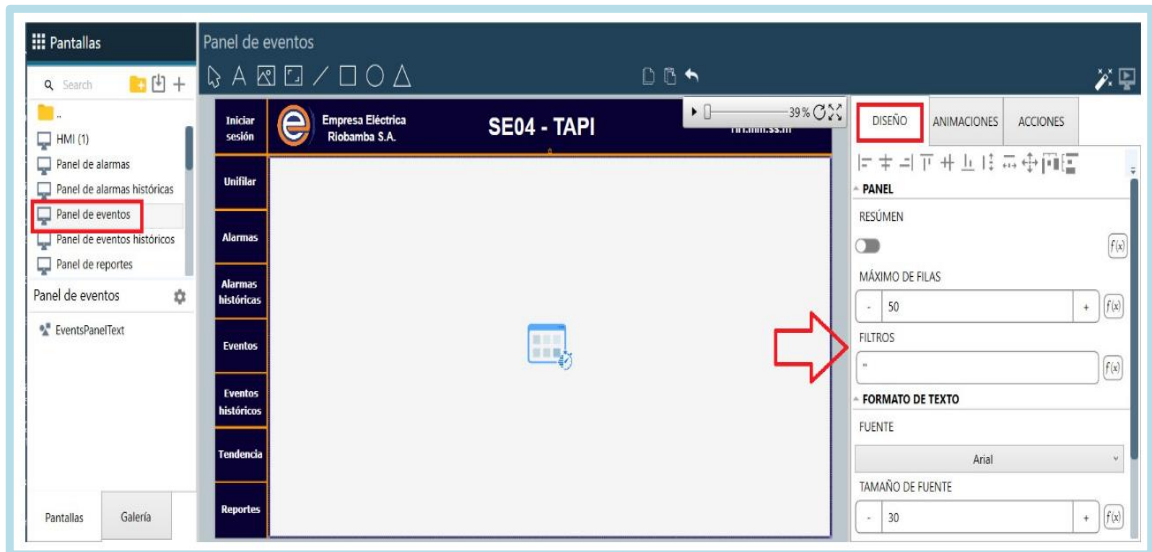 Pantallas
Search
..
HMI (1)
Panel de alarmas
Panel de alarmas históricas
Panel de eventos
Panel de eventos históricos
Panel de reportes
Panel de eventos
EventsPanelText
Pantallas
Galería
Panel de eventos
A
Iniciar
sesión
Empresa Eléctrica
Riobamba S.A.
SE04 - TAPI
39 %
Unifilar
Alarmas
Alarmas
históricas
Eventos
Eventos
históricos
Tendencia
Reportes
DISEÑO
ANIMACIONES
ACCIONES
PANEL
RESÚMEN
f(x)
MÁXIMO DE FILAS
- 50 + f(x)
FILTROS
'' f(x)
FORMATO DE TEXTO
FUENTE
Arial
TAMAÑO DE FUENTE
- 30 + f(x)